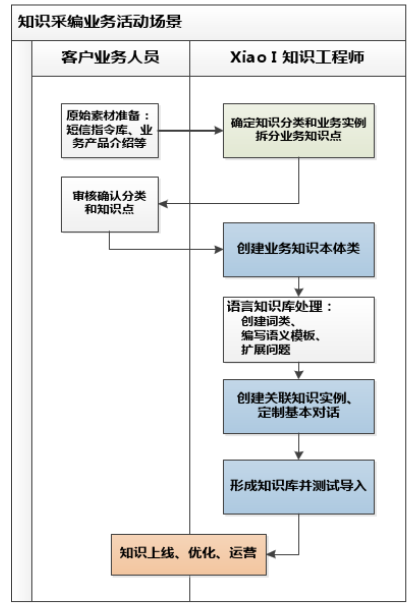 知识采编业务活动场景
客户业务人员
Xiao I 知识工程师
原始素材准备：
短信指令库、业
务产品介绍等
确定知识分类和业务实例
拆分业务知识点
审核确认分类
和知识点
创建业务知识本体类
语言知识库处理：
创建词类、
编写语义模板、
扩展问题
创建关联知识实例、
定制基本对话
形成知识库并测试导入
知识上线、优化、运营